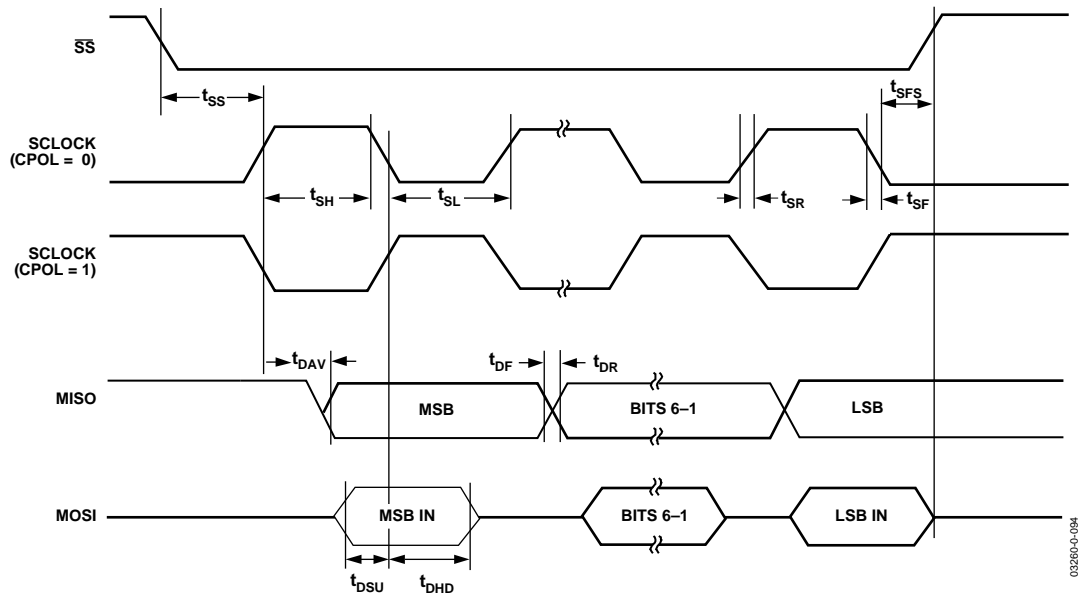 SS
tSS
tSFS
SCLOCK
(CPOL = 0)
tSH
tSL
tSR
tSF
SCLOCK
(CPOL = 1)
tDAV
tDF
tDR
MISO
MSB
BITS 6–1
LSB
MOSI
MSB IN
BITS 6–1
LSB IN
tDSU
tDHD
03260-0-094